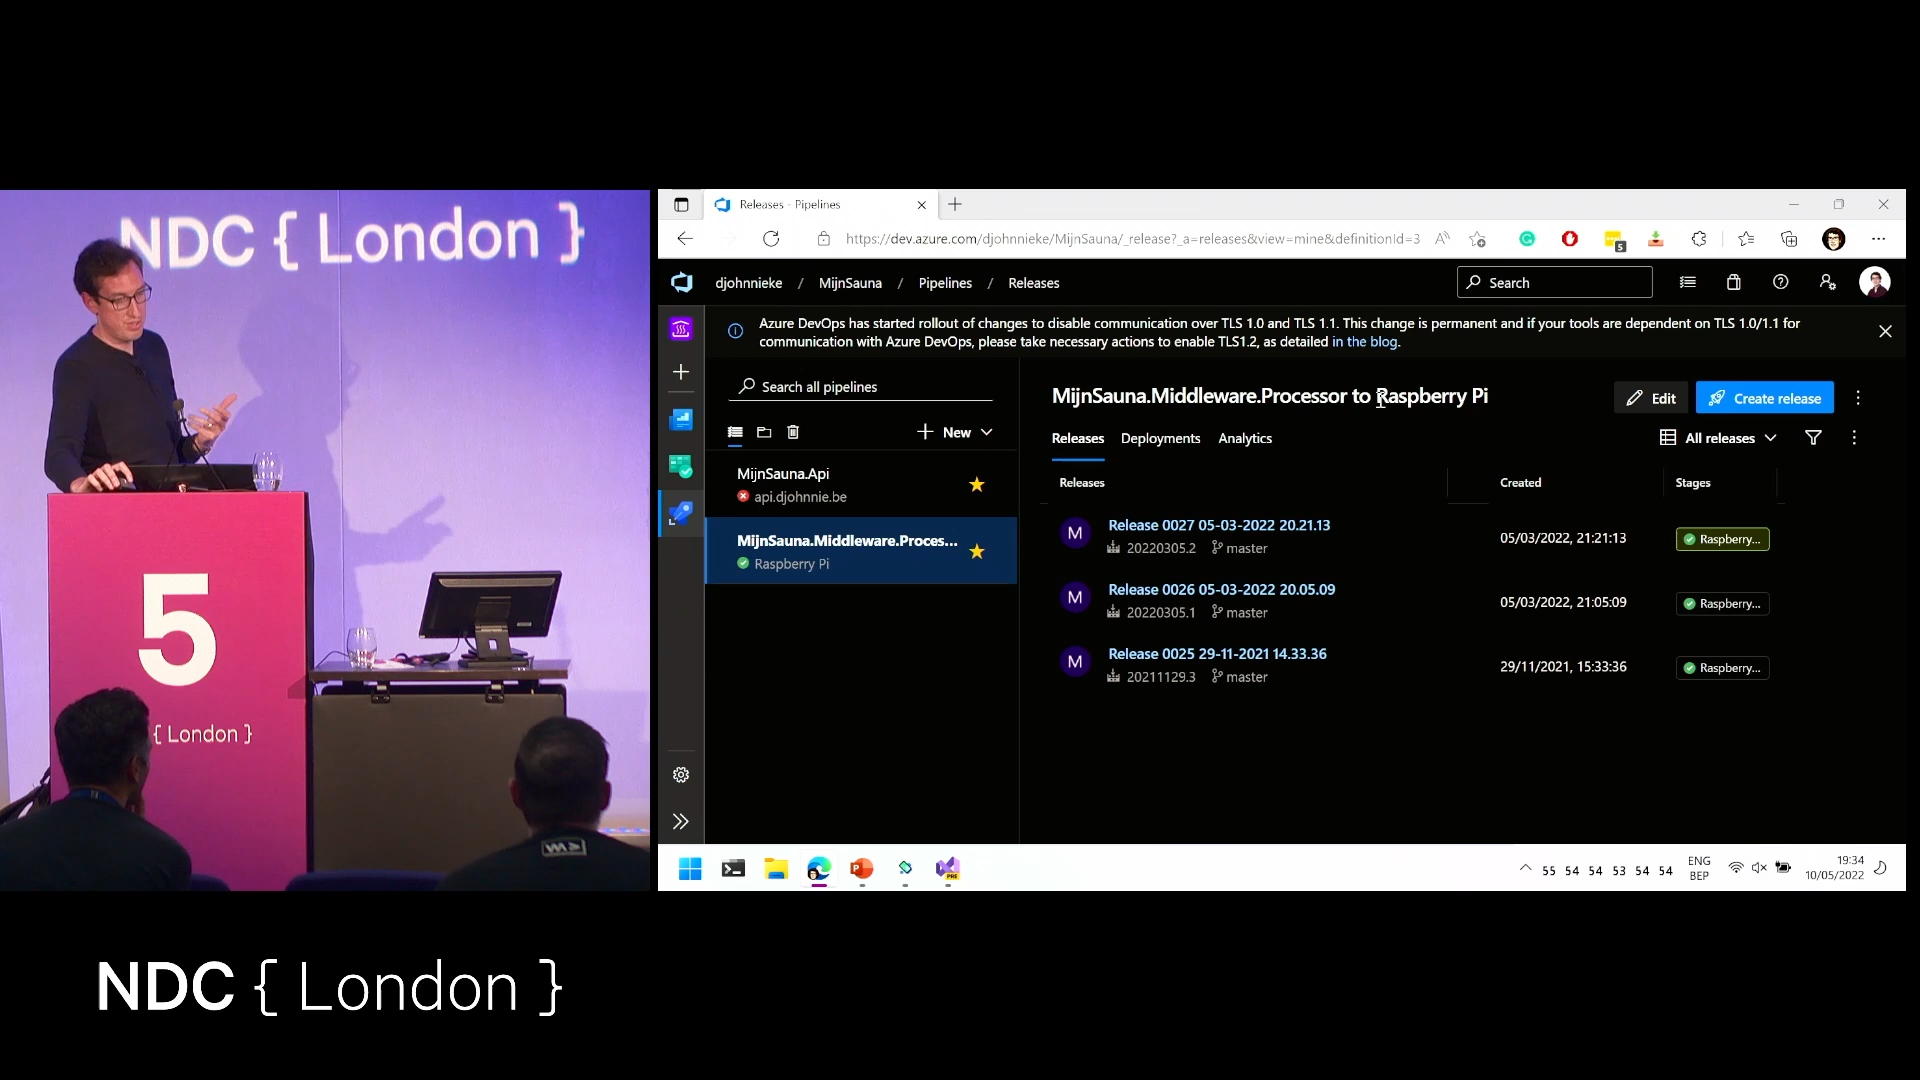 NDC { London }
5
{ London }
NDC { London }
Releases - Pipelines
https://dev.azure.com/djohnnieke/MijnSauna/_release?_a=releases&view=mine&definitionId=3
5
djohnnieke / MijnSauna / Pipelines / Releases
Search
Azure DevOps has started rollout of changes to disable communication over TLS 1.0 and TLS 1.1. This change is permanent and if your tools are dependent on TLS 1.0/1.1 for
communication with Azure DevOps, please take necessary actions to enable TLS1.2, as detailed in the blog.
Search all pipelines
New
MijnSauna.Api
api.djohnnie.be
MijnSauna.Middleware.Proces...
Raspberry Pi
MijnSauna.Middleware.Processor to Raspberry Pi
Edit
Create release
Releases Deployments Analytics
All releases
Releases Created Stages
M
Release 0027 05-03-2022 20.21.13
20220305.2 master
05/03/2022, 21:21:13
Raspberry...
M
Release 0026 05-03-2022 20.05.09
20220305.1 master
05/03/2022, 21:05:09
Raspberry...
M
Release 0025 29-11-2021 14.33.36
20211129.3 master
29/11/2021, 15:33:36
Raspberry...
55 54 54 53 54 54
ENG
BEP
19:34
10/05/2022